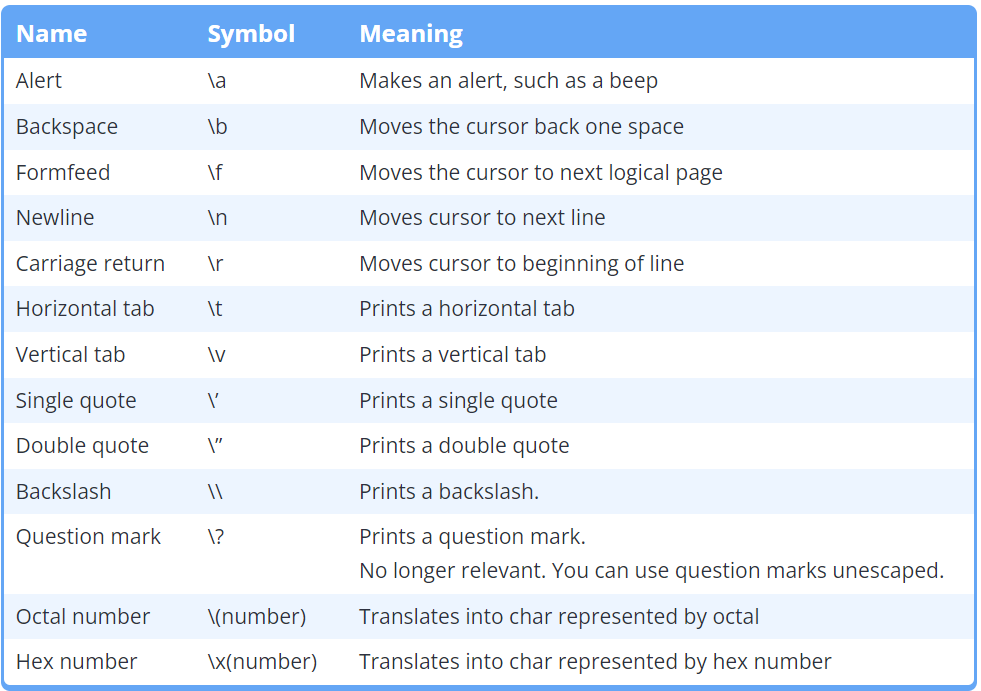 Name Symbol Meaning
Alert \a Makes an alert, such as a beep
Backspace \b Moves the cursor back one space
Formfeed \f Moves the cursor to next logical page
Newline \n Moves cursor to next line
Carriage return \r Moves cursor to beginning of line
Horizontal tab \t Prints a horizontal tab
Vertical tab \v Prints a vertical tab
Single quote \’ Prints a single quote
Double quote \” Prints a double quote
Backslash \\ Prints a backslash.
Question mark \? Prints a question mark.
No longer relevant. You can use question marks unescaped.
Octal number \(number) Translates into char represented by octal
Hex number \x(number) Translates into char represented by hex number